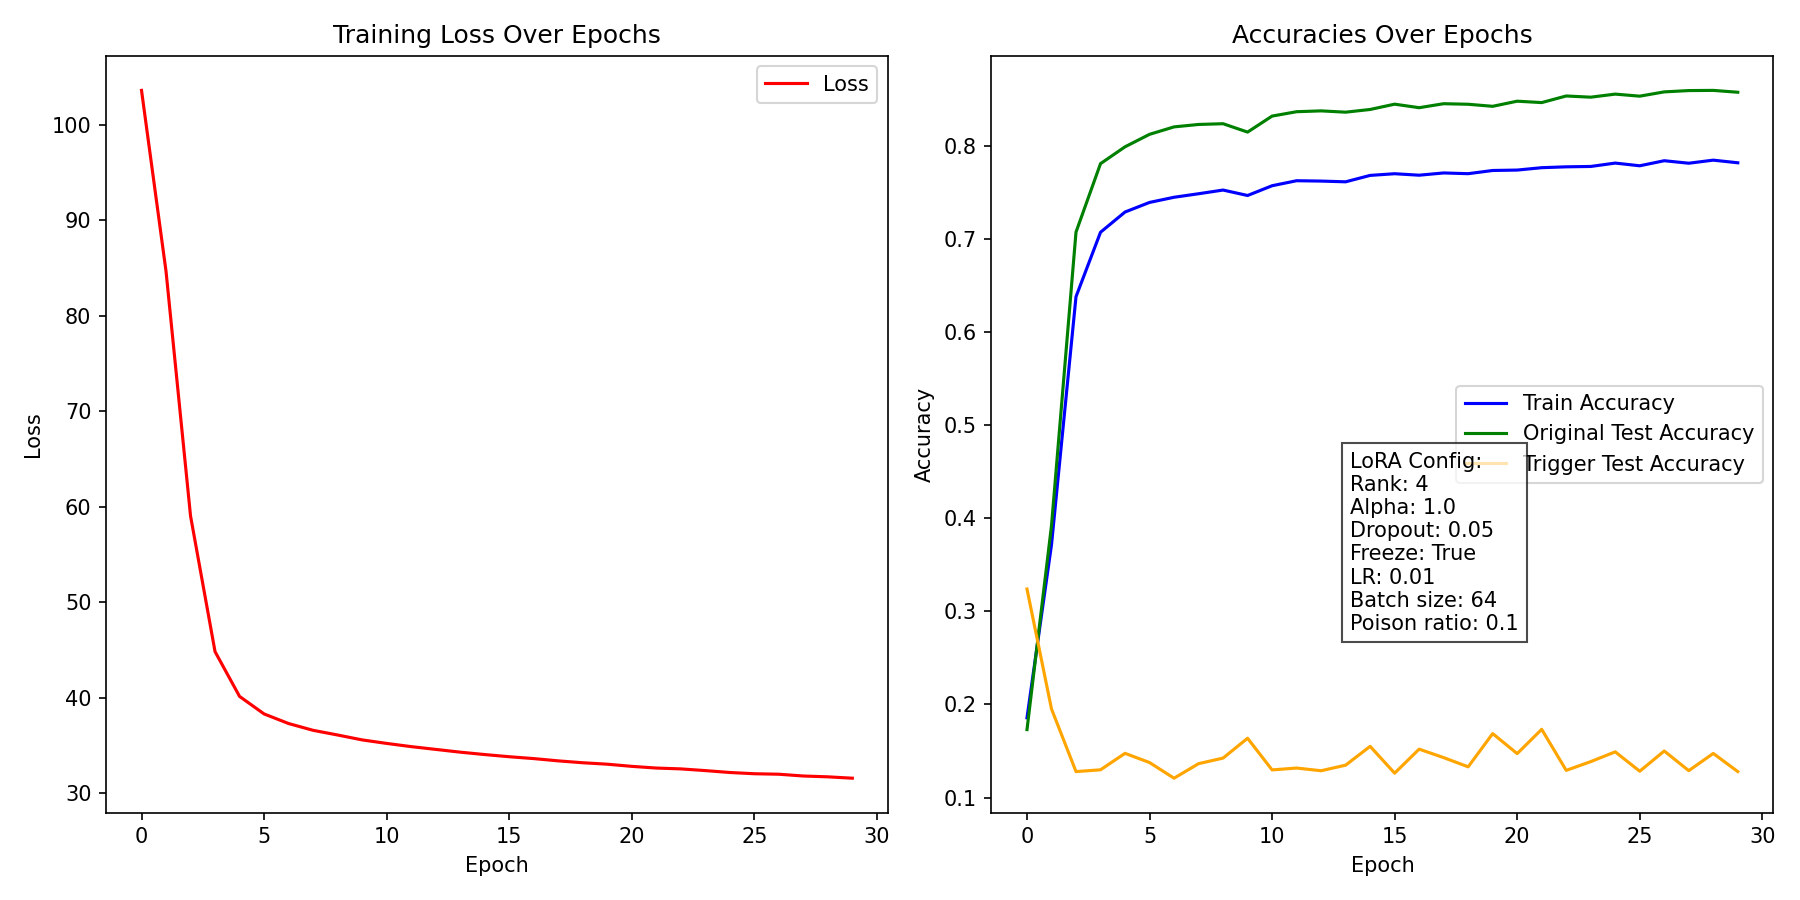 Training Loss Over Epochs
Loss
100
90
80
70
60
50
40
30
Loss
0 5 10 15 20 25 30
Epoch
Accuracies Over Epochs
0.8
0.7
0.6
0.5
0.4
0.3
0.2
0.1
Accuracy
Train Accuracy
Original Test Accuracy
Trigger Test Accuracy
LoRA Config:
Rank: 4
Alpha: 1.0
Dropout: 0.05
Freeze: True
LR: 0.01
Batch size: 64
Poison ratio: 0.1
0 5 10 15 20 25 30
Epoch